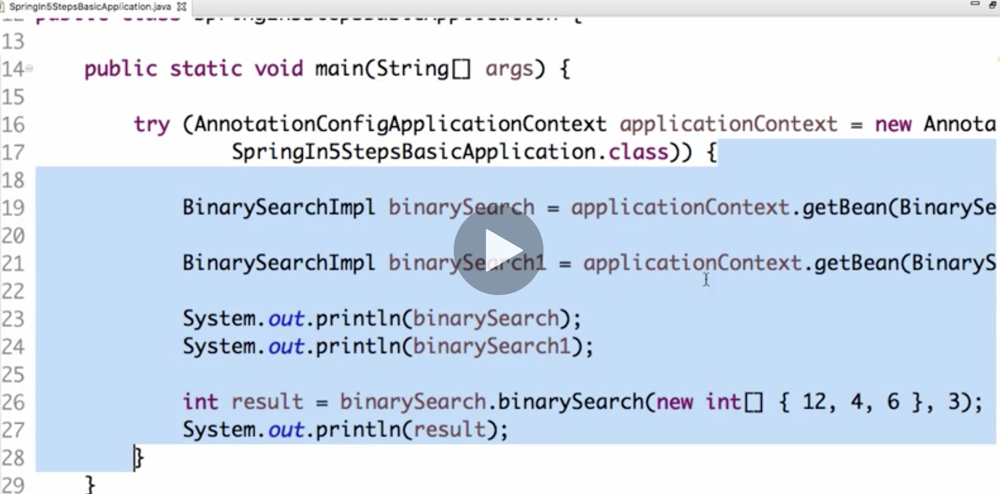 SpringIn5StepsBasicApplication.java
12 public class SpringIn5StepsBasicApplication {
13
14 public static void main(String[] args) {
15
16 try (AnnotationConfigApplicationContext applicationContext = new Annota
17 SpringIn5StepsBasicApplication.class)) {
18
19 BinarySearchImpl binarySearch = applicationContext.getBean(BinarySe
20
21 BinarySearchImpl binarySearch1 = applicationContext.getBean(BinaryS
22
23 System.out.println(binarySearch);
24 System.out.println(binarySearch1);
25
26 int result = binarySearch.binarySearch(new int[] { 12, 4, 6 }, 3);
27 System.out.println(result);
28 }
29 }